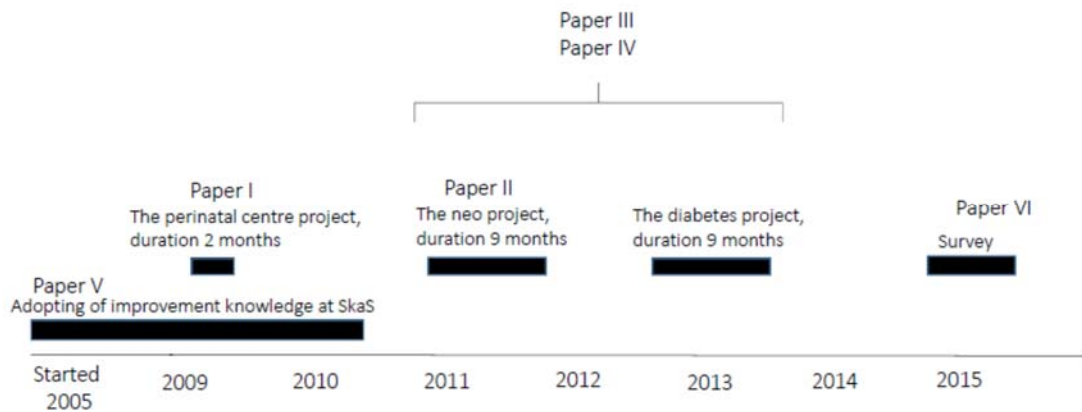 Paper III
Paper IV
Paper I
The perinatal centre project,
duration 2 months
Paper II
The neo project,
duration 9 months
The diabetes project,
duration 9 months
Paper VI
Survey
Paper V
Adopting of improvement knowledge at SkaS
Started
2005
2009
2010
2011
2012
2013
2014
2015